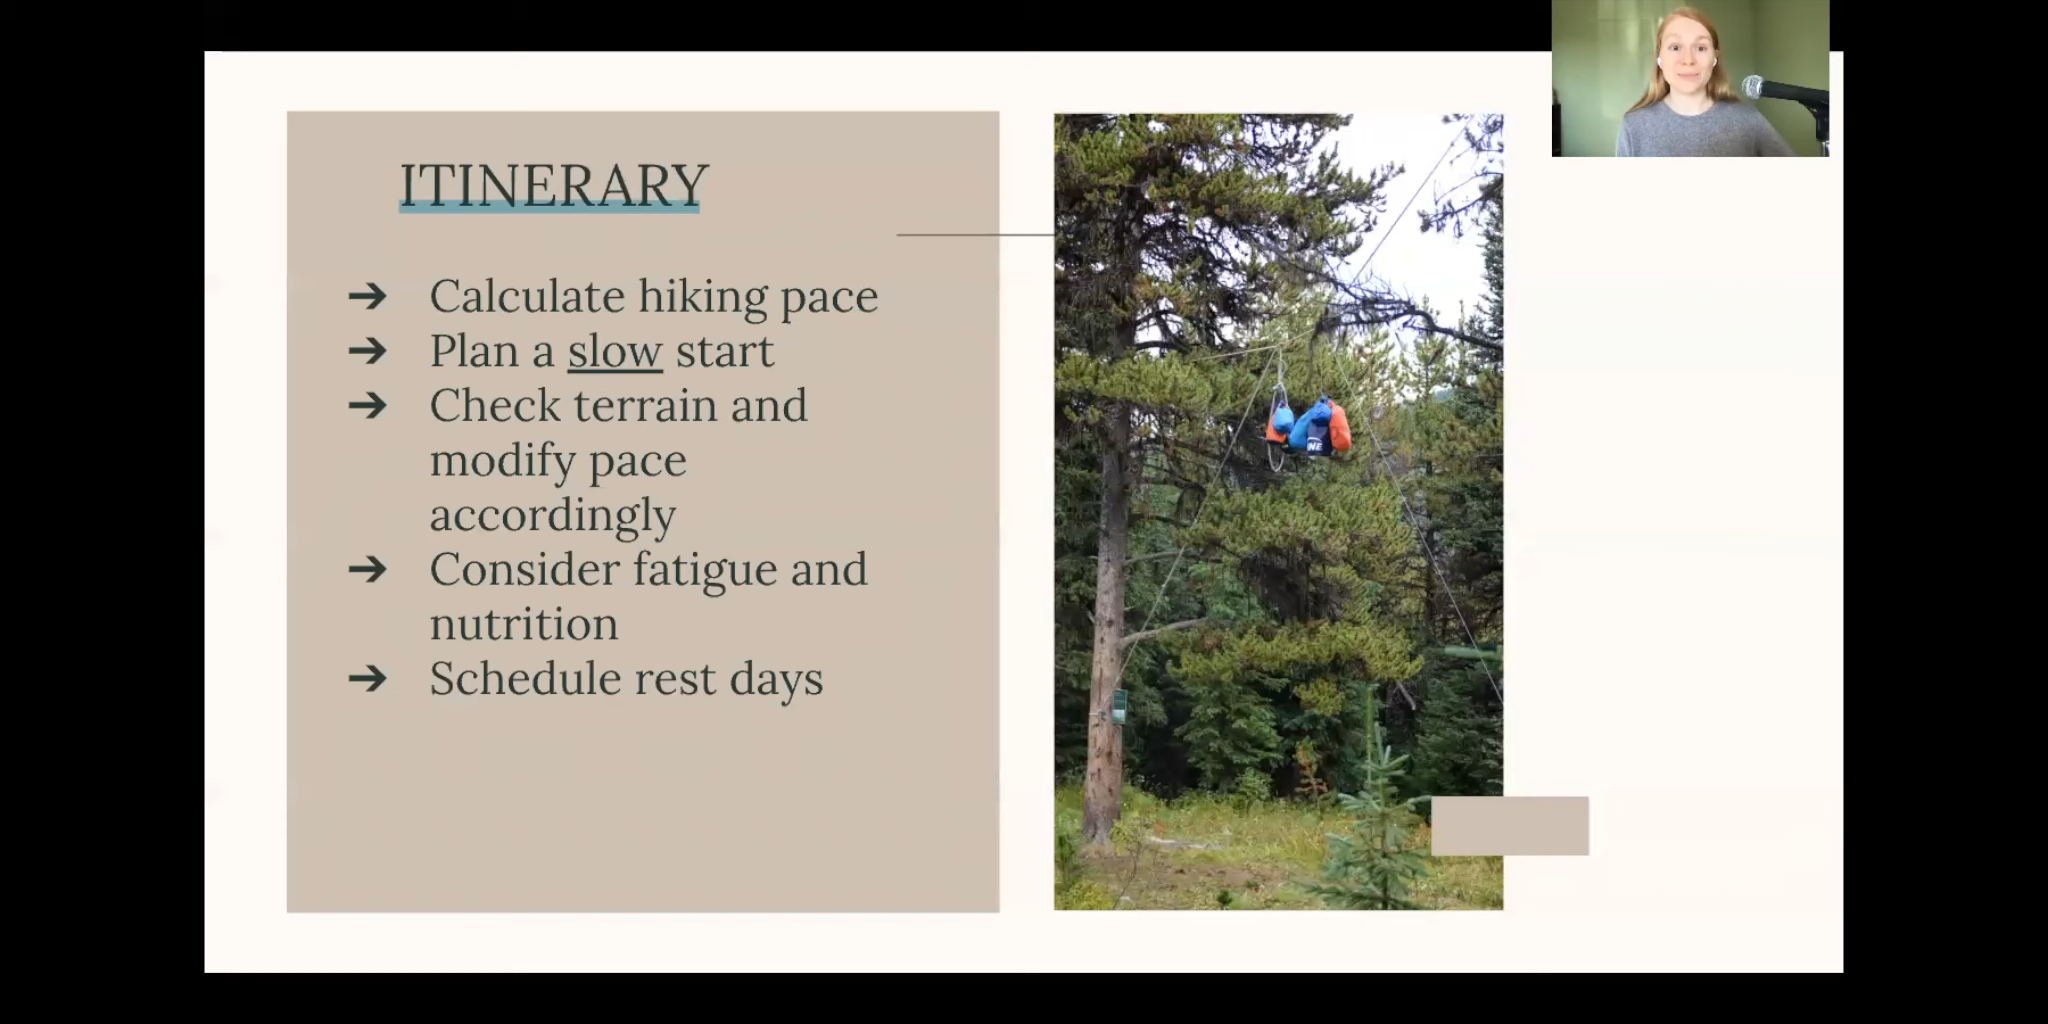 ITINERARY
➔ Calculate hiking pace
➔ Plan a slow start
➔ Check terrain and
modify pace
accordingly
➔ Consider fatigue and
nutrition
➔ Schedule rest days